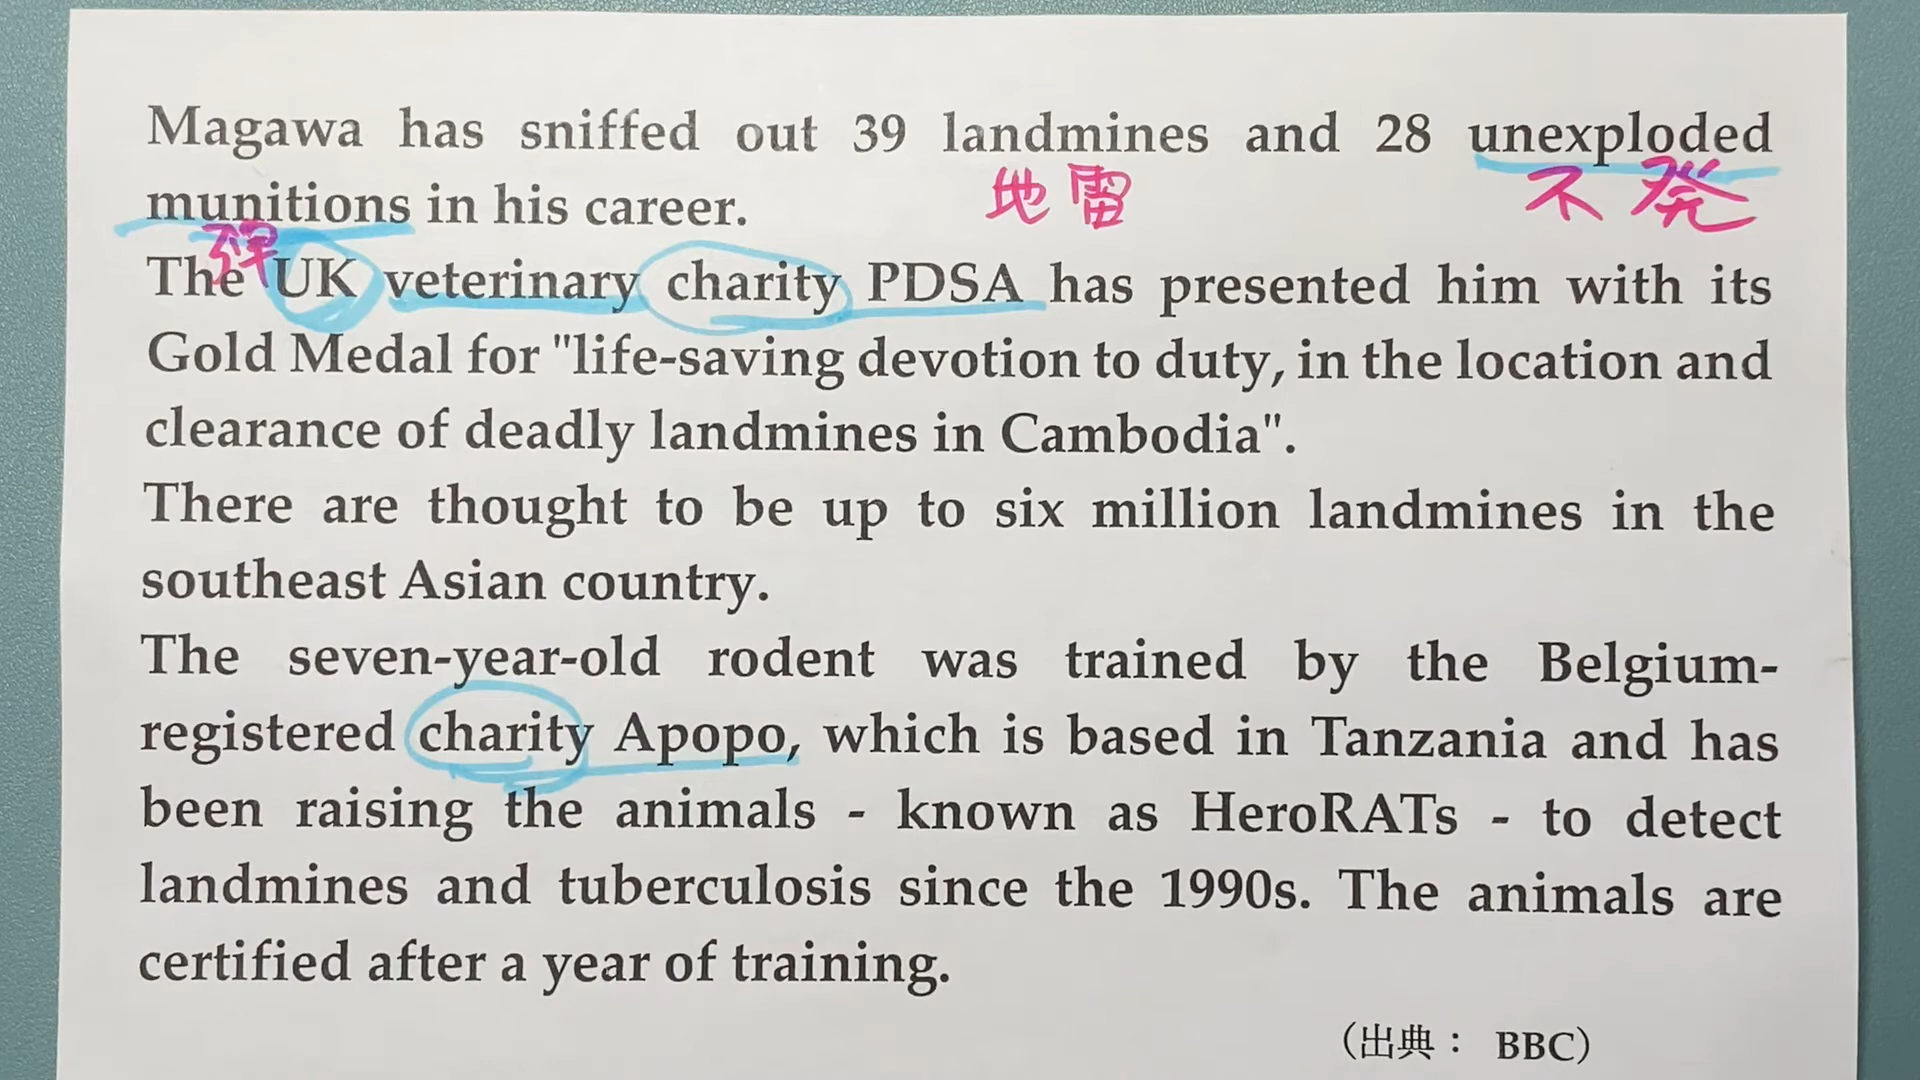 Magawa has sniffed out 39 landmines and 28 unexploded
地雷 不発
munitions in his career.
弾
The UK veterinary charity PDSA has presented him with its
Gold Medal for "life-saving devotion to duty, in the location and
clearance of deadly landmines in Cambodia".
There are thought to be up to six million landmines in the
southeast Asian country.
The seven-year-old rodent was trained by the Belgium-
registered charity Apopo, which is based in Tanzania and has
been raising the animals - known as HeroRATs - to detect
landmines and tuberculosis since the 1990s. The animals are
certified after a year of training.
（出典： BBC）